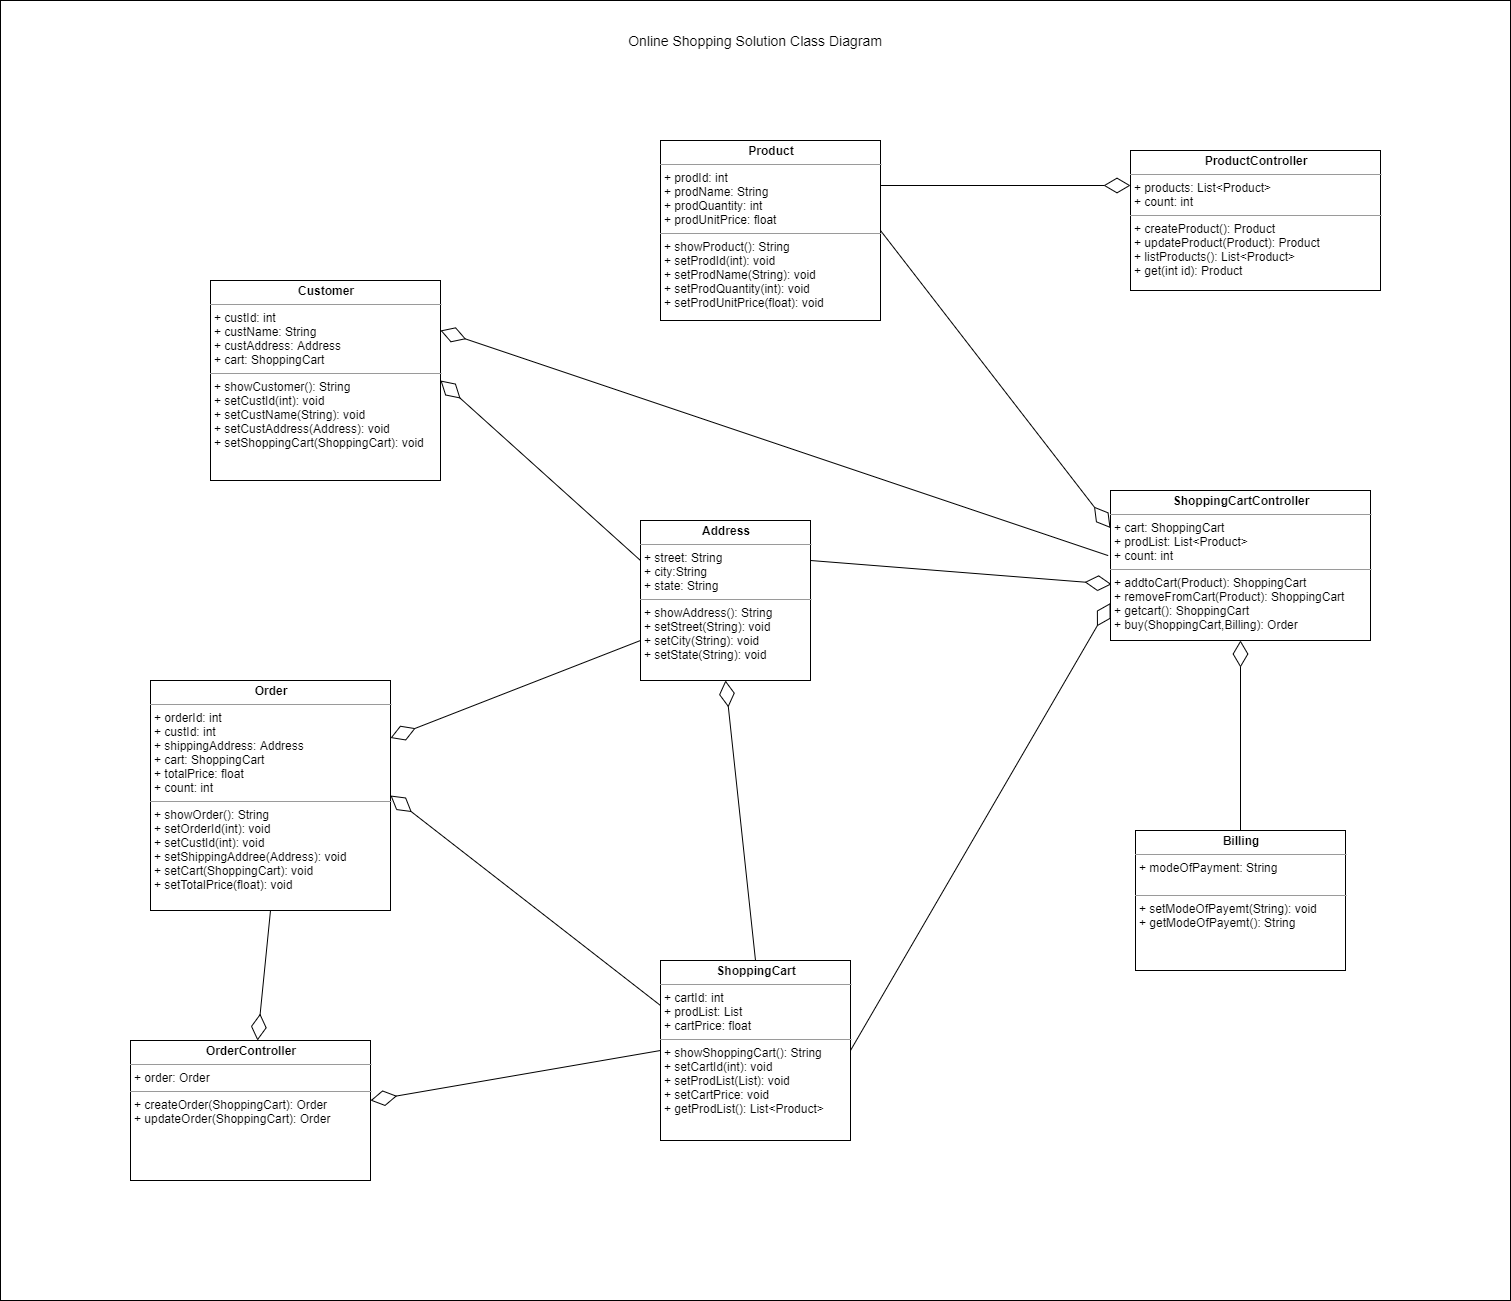 Online Shopping Solution Class Diagram
Product
+ prodId: int
+ prodName: String
+ prodQuantity: int
+ prodUnitPrice: float
+ showProduct(): String
+ setProdId(int): void
+ setProdName(String): void
+ setProdQuantity(int): void
+ setProdUnitPrice(float): void
ProductController
+ products: List<Product>
+ count: int
+ createProduct(): Product
+ updateProduct(Product): Product
+ listProducts(): List<Product>
+ get(int id): Product
Customer
+ custId: int
+ custName: String
+ custAddress: Address
+ cart: ShoppingCart
+ showCustomer(): String
+ setCustId(int): void
+ setCustName(String): void
+ setCustAddress(Address): void
+ setShoppingCart(ShoppingCart): void
ShoppingCartController
+ cart: ShoppingCart
+ prodList: List<Product>
+ count: int
+ addtoCart(Product): ShoppingCart
+ removeFromCart(Product): ShoppingCart
+ getcart(): ShoppingCart
+ buy(ShoppingCart,Billing): Order
Address
+ street: String
+ city:String
+ state: String
+ showAddress(): String
+ setStreet(String): void
+ setCity(String): void
+ setState(String): void
Order
+ orderId: int
+ custId: int
+ shippingAddress: Address
+ cart: ShoppingCart
+ totalPrice: float
+ count: int
+ showOrder(): String
+ setOrderId(int): void
+ setCustId(int): void
+ setShippingAddree(Address): void
+ setCart(ShoppingCart): void
+ setTotalPrice(float): void
Billing
+ modeOfPayment: String
+ setModeOfPayemt(String): void
+ getModeOfPayemt(): String
ShoppingCart
+ cartId: int
+ prodList: List
+ cartPrice: float
+ showShoppingCart(): String
+ setCartId(int): void
+ setProdList(List): void
+ setCartPrice: void
+ getProdList(): List<Product>
OrderController
+ order: Order
+ createOrder(ShoppingCart): Order
+ updateOrder(ShoppingCart): Order